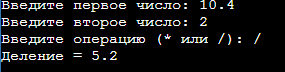 Введите первое число: 10.4
Введите второе число: 2
Введите операцию (* или /): /
Деление = 5.2